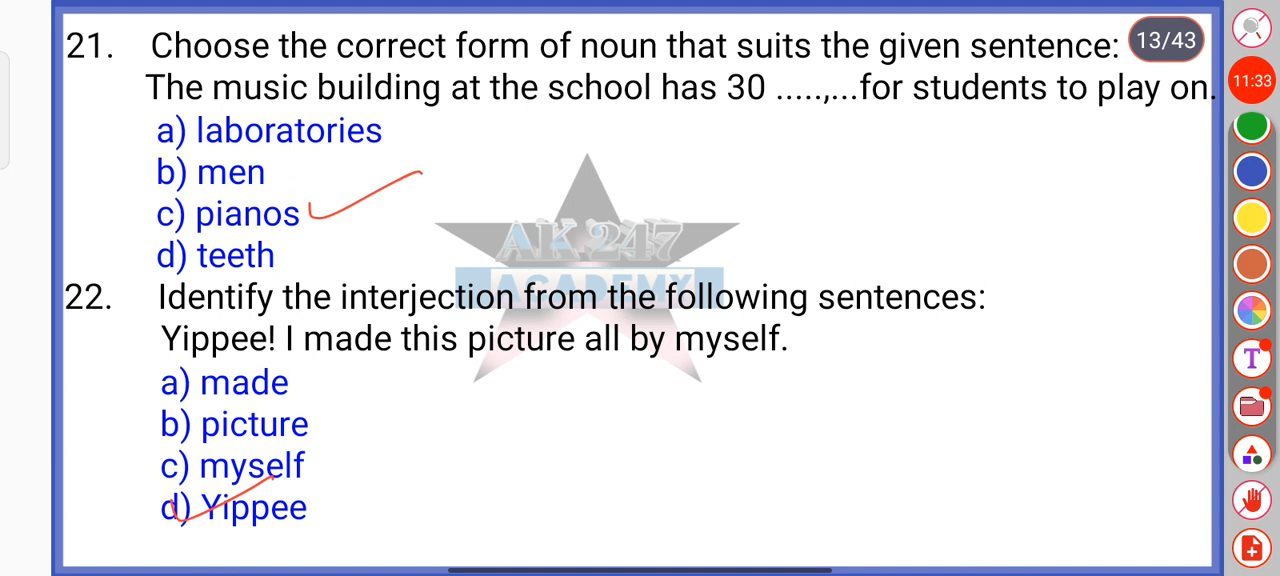 21. Choose the correct form of noun that suits the given sentence: 13/43
The music building at the school has 30 .....,...for students to play on.
11:33
a) laboratories
b) men
c) pianos
d) teeth
AK 247
ACADEMY
22. Identify the interjection from the following sentences:
Yippee! I made this picture all by myself.
T
a) made
b) picture
c) myself
d) Yippee